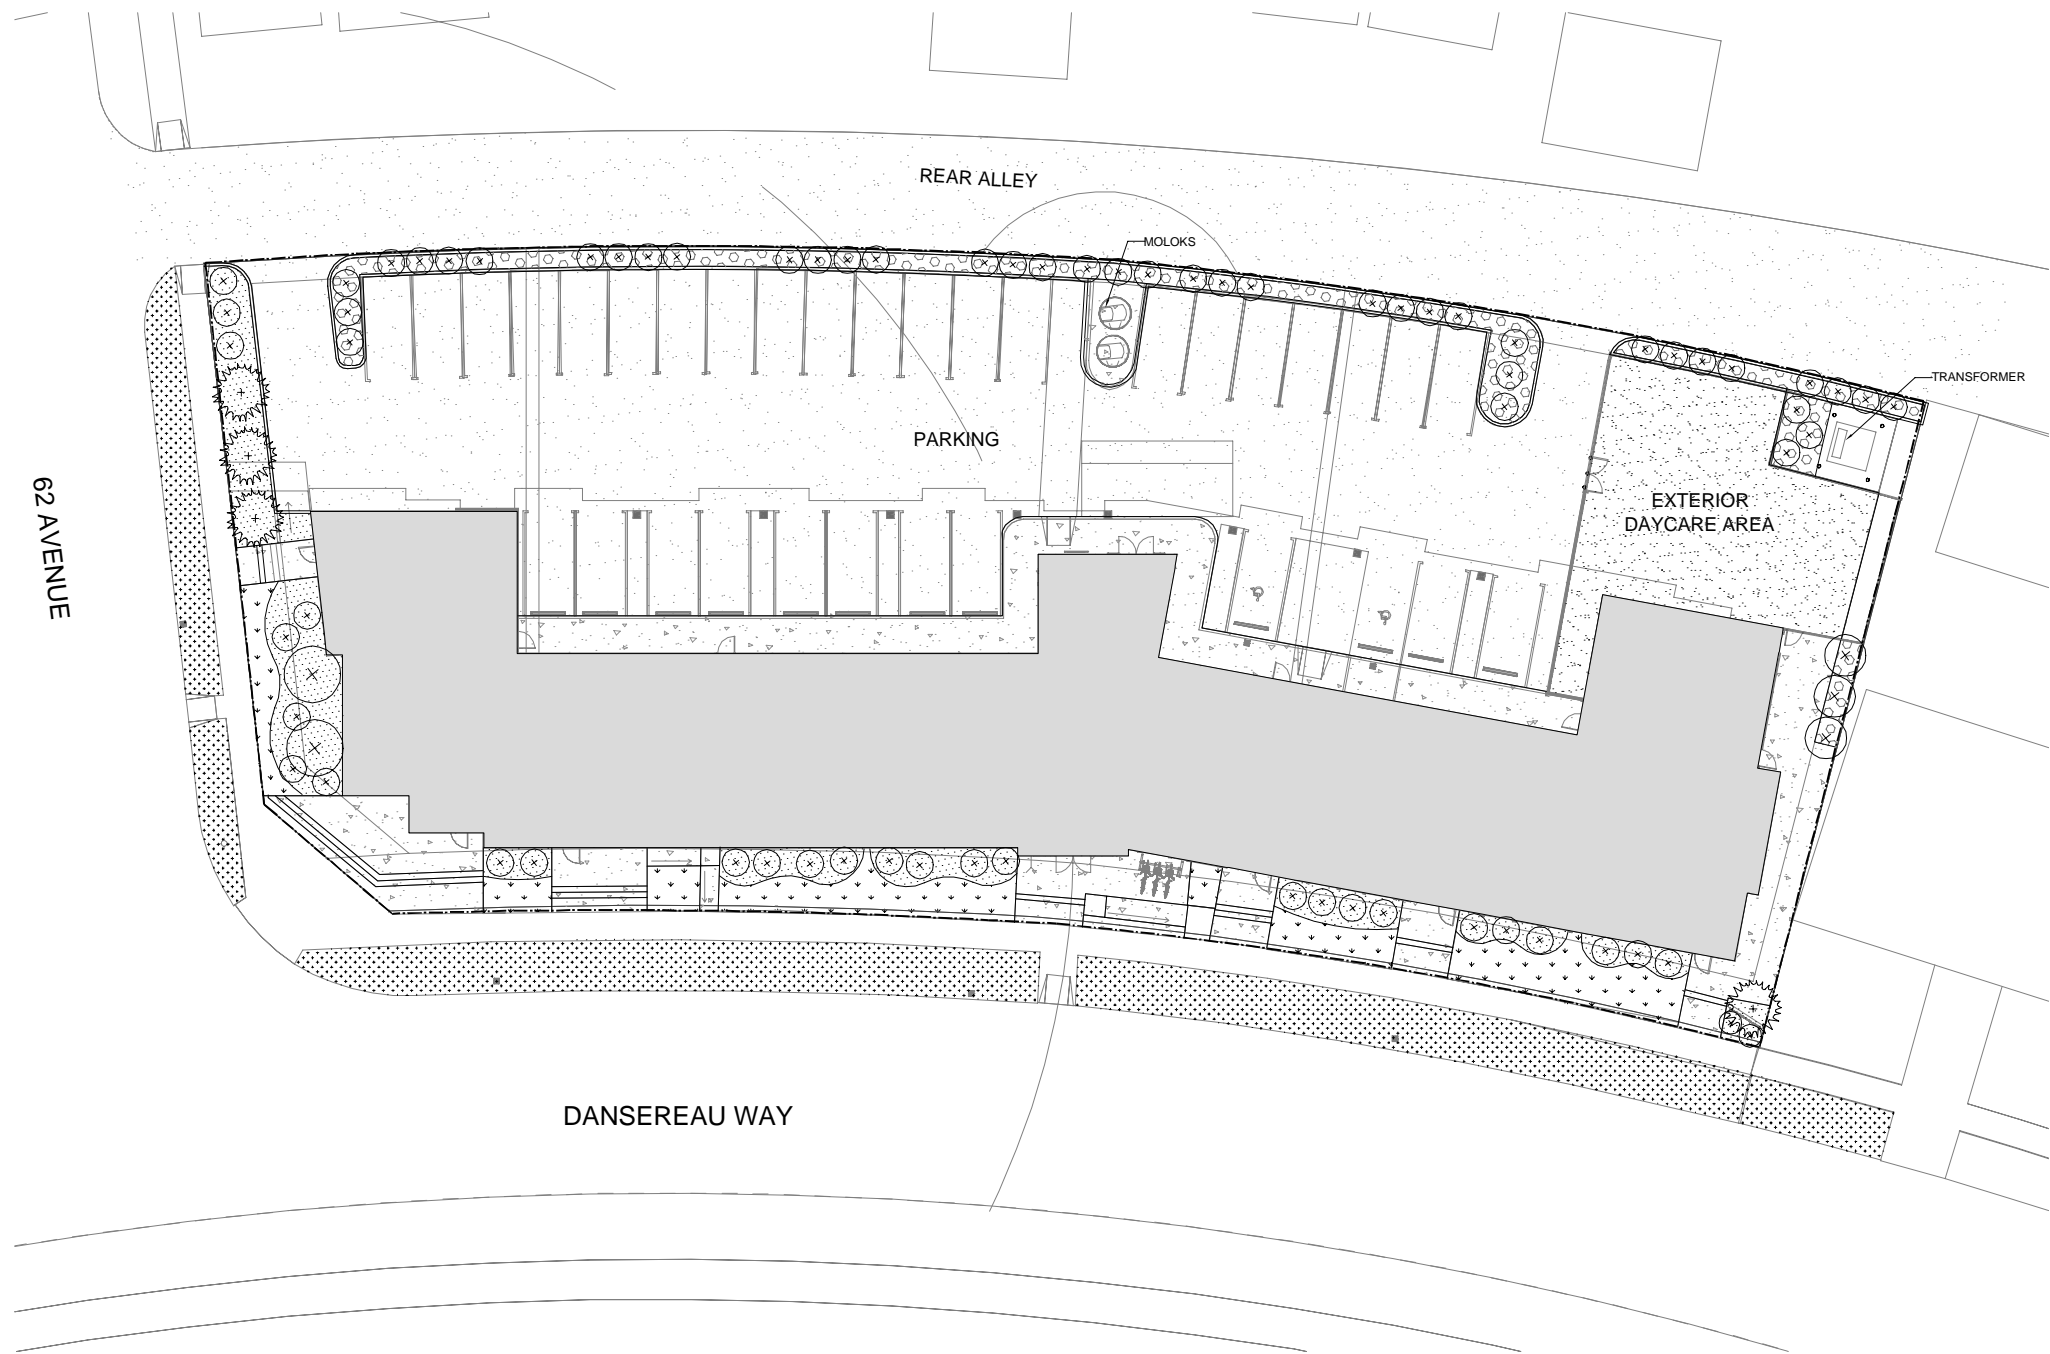 REAR ALLEY
MOLOKS
TRANSFORMER
PARKING
62 AVENUE
EXTERIOR
DAYCARE AREA
DANSEREAU WAY